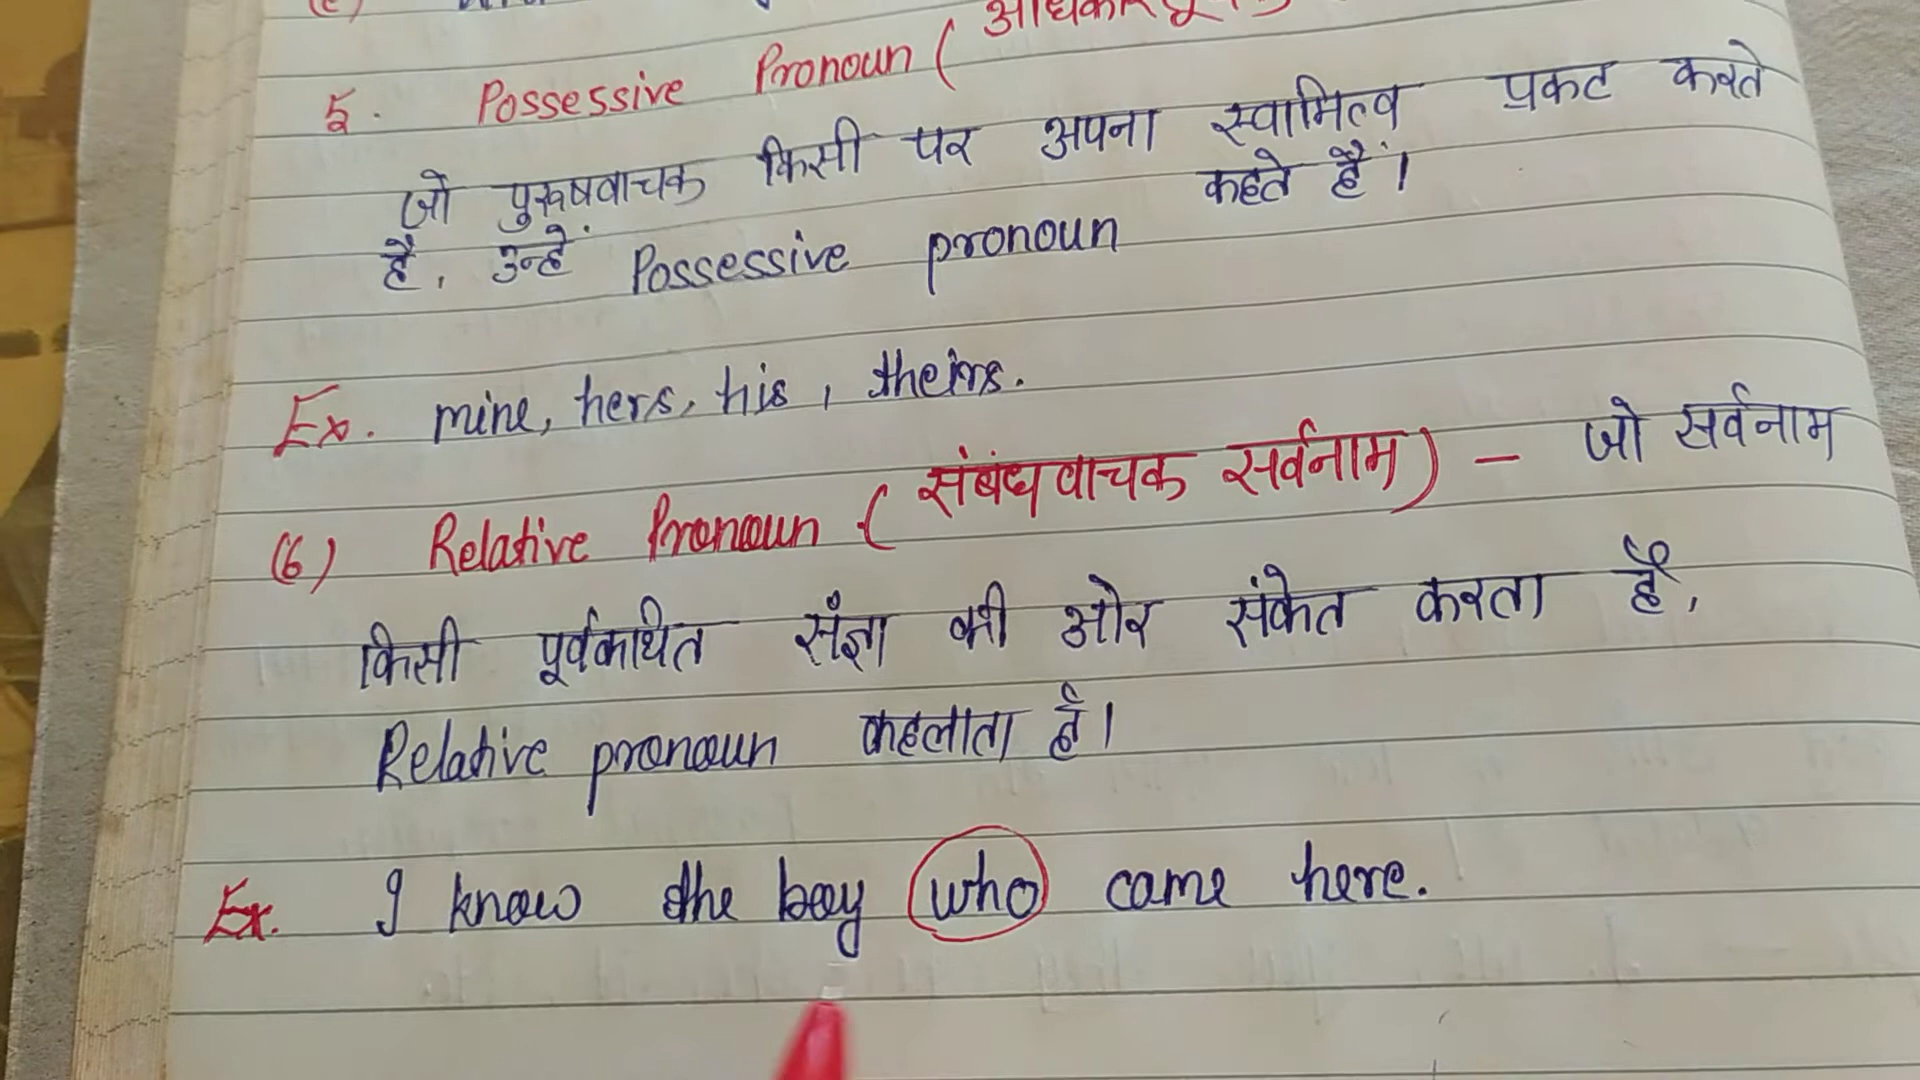 5. Possessive Pronoun (
जो पुरूषवाचक किसी पर अपना स्वामित्व प्रकट करते
हैं, उन्हें Possessive pronoun कहते हैं।
Ex. mine, hers, his, theirs.
(6) Relative Pronoun (संबंधवाचक सर्वनाम) – जो सर्वनाम
किसी पूर्वकथित संज्ञा की ओर संकेत करता है,
Relative pronoun कहलाता है।
Ex. I know the boy who came here.